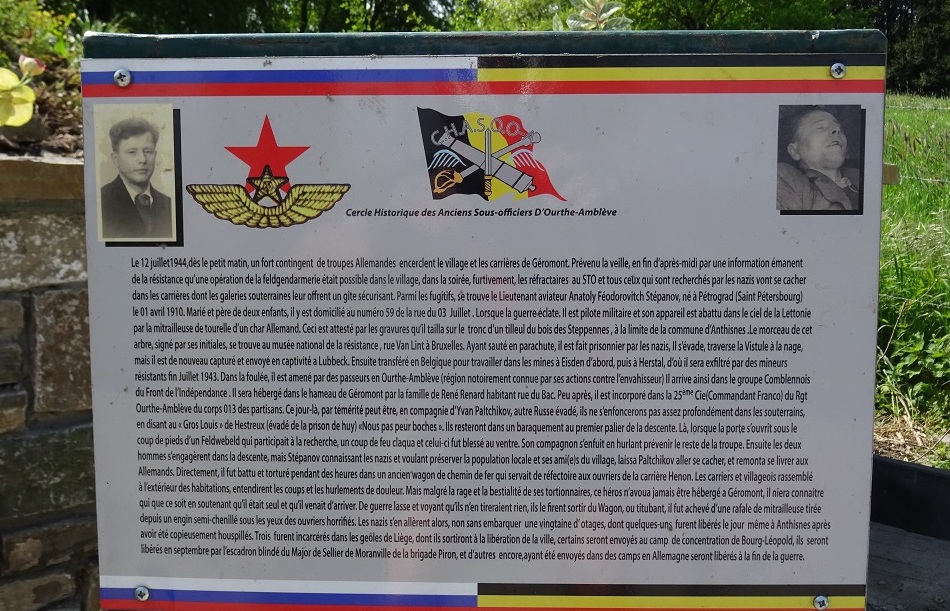 C.H.A.S.O.O.A
Cercle Historique des Anciens Sous-officiers D'Ourthe-Amblève
Le 12 juillet1944,dès le petit matin, un fort contingent de troupes Allemandes encerclent le village et les carrières de Géromont. Prévenu la veille, en fin d'après-midi par une information émanent
de la résistance qu'une opération de la feldgendarmerie était possible dans le village, dans la soirée, furtivement, les réfractaires au STO et tous ceux qui sont recherchés par les nazis vont se cacher
dans les carrières dont les galeries souterraines leur offrent un gîte sécurisant. Parmi les fugitifs, se trouve le Lieutenant aviateur Anatoly Féodorovitch Stépanov, né à Pétrograd (Saint Pétersbourg)
le 01 avril 1910. Marié et père de deux enfants, il y est domicilié au numéro 59 de la rue du 03 Juillet . Lorsque la guerre-éclate. Il est pilote militaire et son appareil est abattu dans le ciel de la Lettonie
par la mitrailleuse de tourelle d'un char Allemand. Ceci est attesté par les gravures qu'il tailla sur le tronc d'un tilleul du bois des Steppennes , à la limite de la commune d'Anthisnes .Le morceau de cet
arbre, signé par ses initiales, se trouve au musée national de la résistance , rue Van Lint à Bruxelles. Ayant sauté en parachute, il est fait prisonnier par les nazis, Il s'évade, traverse la Vistule à la nage,
mais il est de nouveau capturé et envoyé en captivité a Lubbeck. Ensuite transféré en Belgique pour travailler dans les mines à Eisden d'abord, puis à Herstal, d'où il sera exfiltré par des mineurs
résistants fin Juillet 1943. Dans la foulée, il est amené par des passeurs en Ourthe-Amblève (région notoirement connue par ses actions contre l'envahisseur) Il arrive ainsi dans le groupe Comblennois
du Front de l'Indépendance . Il sera hébergé dans le hameau de Géromont par la famille de René Renard habitant rue du Bac. Peu après, il est incorporé dans la 25ème Cie(Commandant Franco) du Rgt
Ourthe-Amblève du corps 013 des partisans. Ce jour-là, par témérité peut être, en compagnie d'Yvan Paltchikov, autre Russe évadé, ils ne s'enfoncerons pas assez profondément dans les souterrains,
en disant au « Gros Louis » de Hestreux (évadé de la prison de huy) «Nous pas peur boches ». Ils resteront dans un baraquement au premier palier de la descente. Là, lorsque la porte s'ouvrit sous le
coup de pieds d'un Feldwebeld qui participait à la recherche, un coup de feu claqua et celui-ci fut blessé au ventre. Son compagnon s'enfuit en hurlant prévenir le reste de la troupe. Ensuite les deux
hommes s'engagèrent dans la descente, mais Stépanov connaissant les nazis et voulant préserver la population locale et ses ami(e)s du village, laissa Paltchikov aller se cacher, et remonta se livrer aux
Allemands. Directement, il fut battu et torturé pendant des heures dans un ancien wagon de chemin de fer qui servait de réfectoire aux ouvriers de la carrière Henon. Les carriers et villageois rassemblé
à l'extérieur des habitations, entendirent les coups et les hurlements de douleur. Mais malgré la rage et la bestialité de ses tortionnaires, ce héros n'avoua jamais être hébergé a Géromont, il niera connaitre
qui que ce soit en soutenant qu'il était seul et qu'il venait d'arriver. De guerre lasse et voyant qu'ils n'en tireraient rien, ils le firent sortir du Wagon, ou titubant, il fut achevé d'une rafale de mitrailleuse tirée
depuis un engin semi-chenillé sous les yeux des ouvriers horrifiés. Les nazis s'en allèrent alors, non sans embarquer une vingtaine d' otages, dont quelques-uns furent libérés le jour même à Anthisnes après
avoir été copieusement houspillés. Trois furent incarcérés dans les geôles de Liège, dont ils sortiront à la libération de la ville, certains seront envoyés au camp de concentration de Bourg-Léopold, ils seront
libérés en septembre par l'escadron blindé du Major de Sellier de Moranville de la brigade Piron, et d'autres encore,ayant été envoyés dans des camps en Allemagne seront libérés à la fin de la guerre.